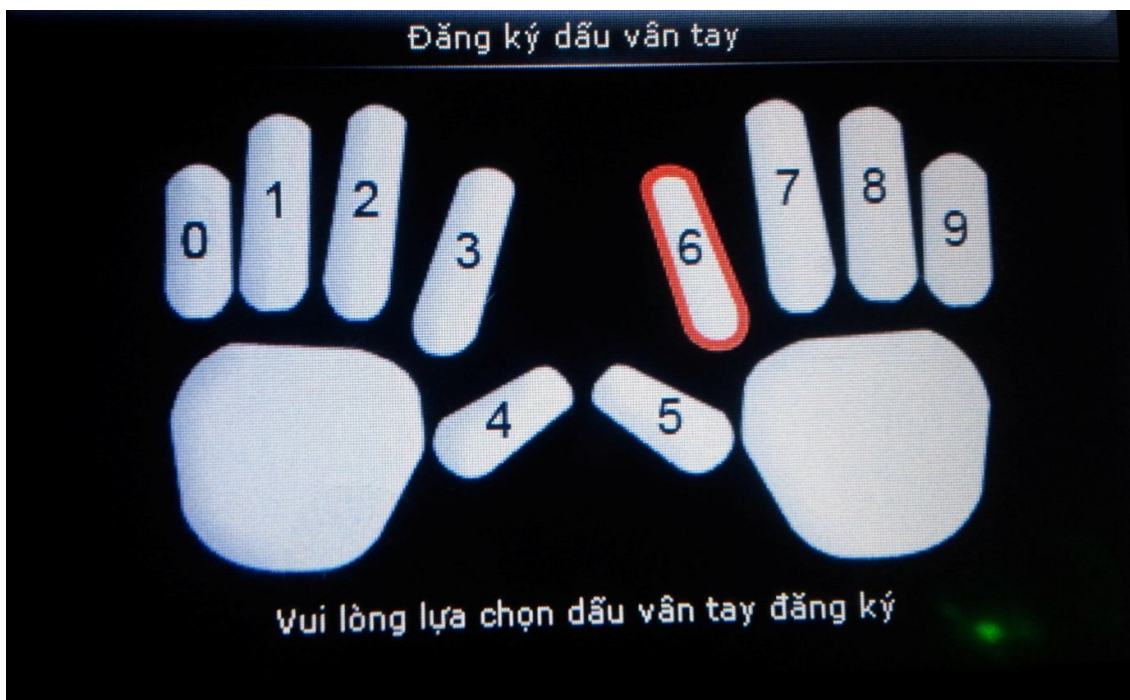 Đăng ký dấu vân tay
0 1 2 3 6 7 8 9
4 5
Vui lòng lựa chọn dấu vân tay đăng ký